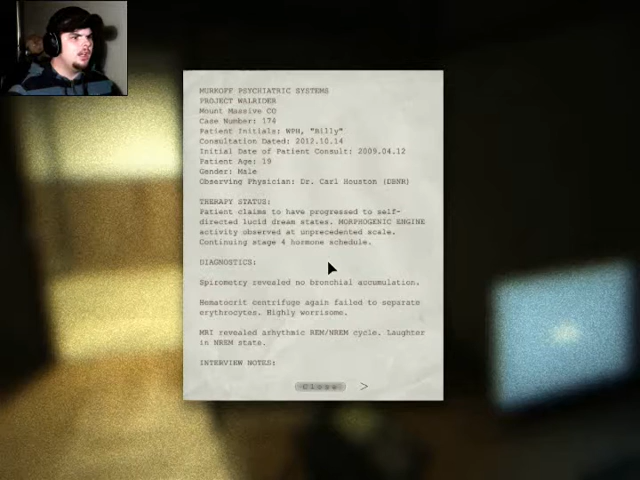 MURKOFF PSYCHIATRIC SYSTEMS
PROJECT WALRIDER
Mount Massive CO
Case Number: 174
Patient Initials: WPH, "Billy"
Consultation Dated: 2012.10.14
Initial Date of Patient Consult: 2009.04.12
Patient Age: 19
Gender: Male
Observing Physician: Dr. Carl Houston (DBNR)
THERAPY STATUS:
Patient claims to have progressed to self-
directed lucid dream states. MORPHOGENIC ENGINE
activity observed at unprecedented scale.
Continuing stage 4 hormone schedule.
DIAGNOSTICS:
Spirometry revealed no bronchial accumulation.
Hematocrit centrifuge again failed to separate
erythrocytes. Highly worrisome.
MRI revealed arhythmic REM/NREM cycle. Laughter
in NREM state.
INTERVIEW NOTES:
Close >